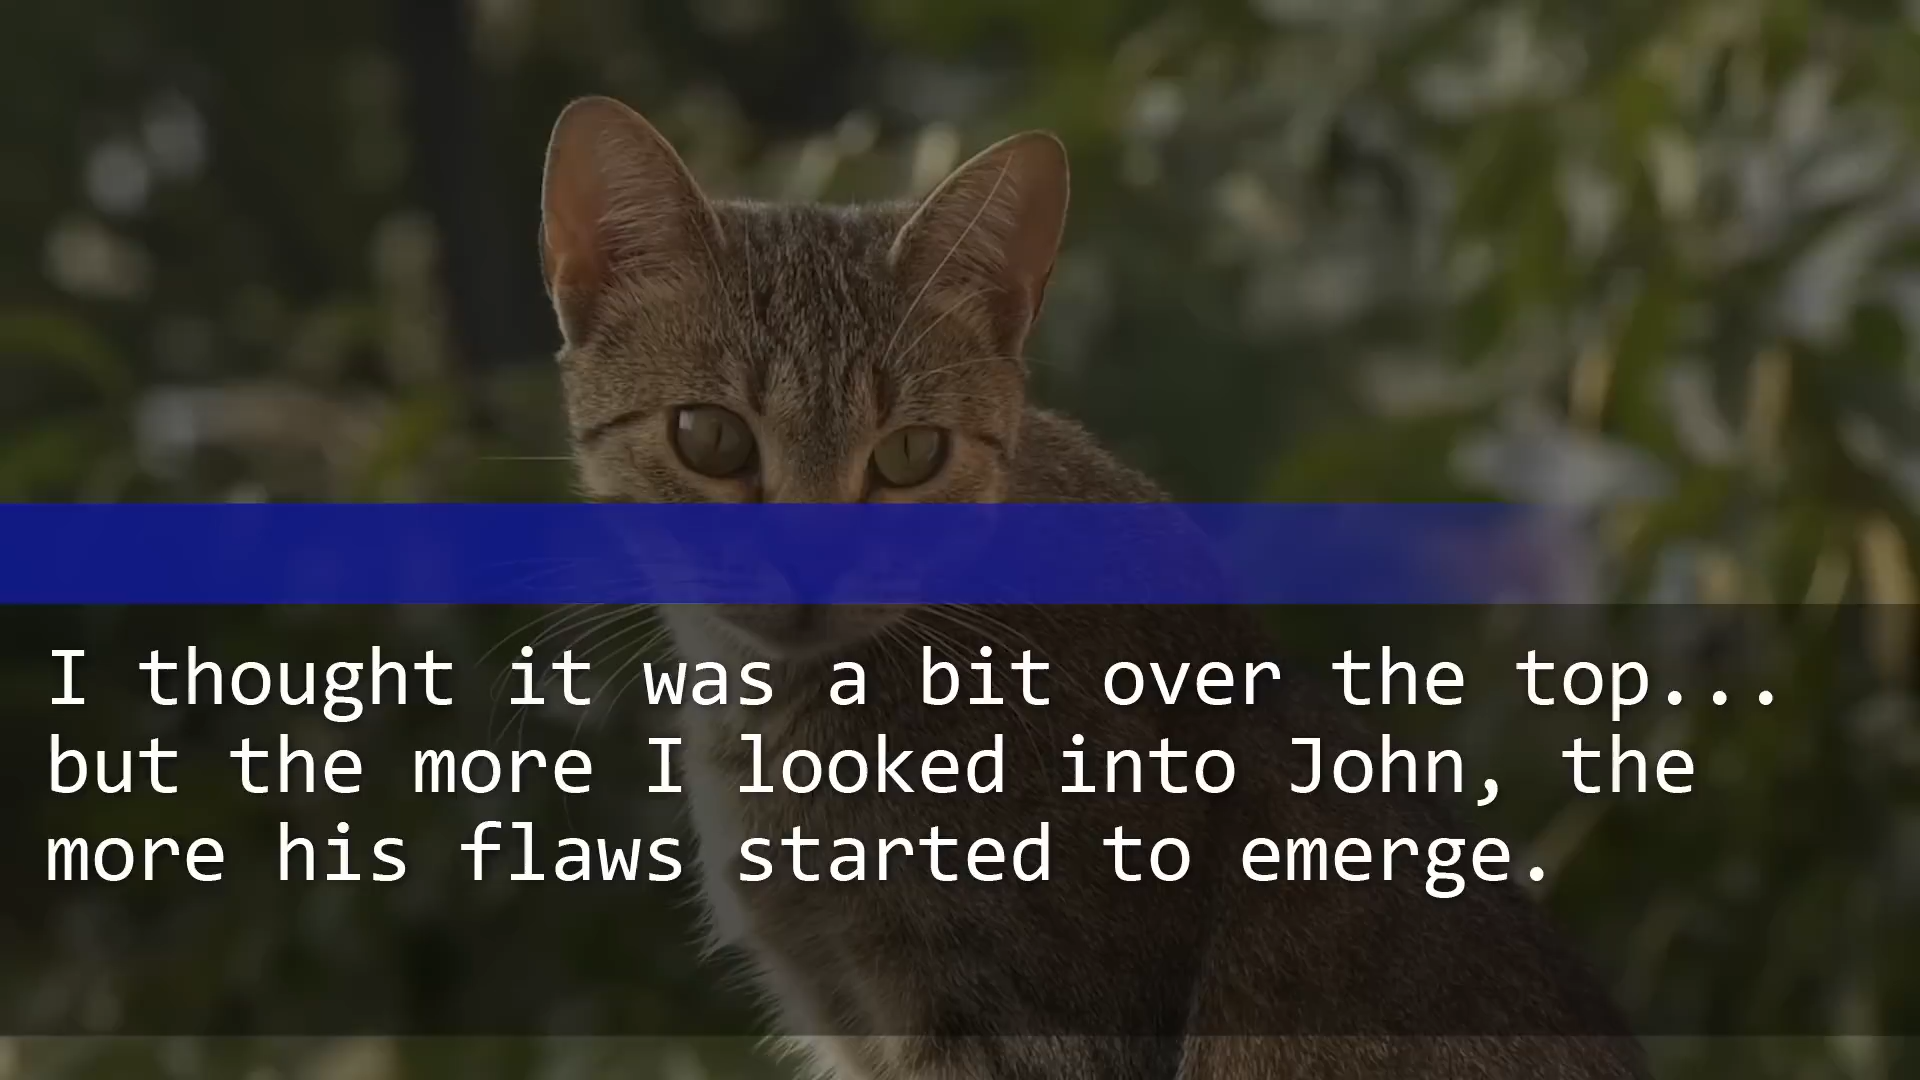 I thought it was a bit over the top...
but the more I looked into John, the
more his flaws started to emerge.